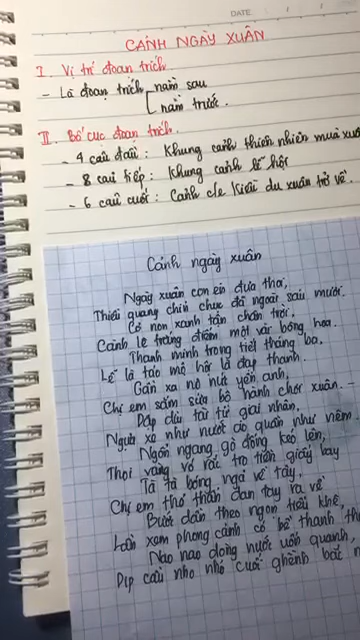 DATE
CẢNH NGÀY XUÂN
I. Vị trí đoạn trích
- Là đoạn trích nằm sau
nằm trước.
II. Bố cục đoạn trích
- 4 câu đầu: Khung cảnh thiên nhiên mùa xuân
- 8 câu tiếp: Khung cảnh lễ hội
- 6 câu cuối: Cảnh c/e Kiều du xuân trở về.
Cảnh ngày xuân
Ngày xuân con én đưa thoi,
Thiều quang chín chục đã ngoài sáu mươi.
Cỏ non xanh tận chân trời,
Cành lê trắng điểm một vài bông hoa.
Thanh minh trong tiết tháng ba,
Lễ là tảo mộ hội là đạp thanh.
Gần xa nô nức yến anh,
Chị em sắm sửa bộ hành chơi xuân.
Dập dìu tài tử giai nhân,
Ngựa xe như nước áo quần như nêm.
Ngổn ngang gò đống kéo lên,
Thoi vàng vó rắc tro tiền giấy bay
Tà tà bóng ngả về tây,
Chị em thơ thẩn dan tay ra về
Bước dần theo ngọn tiểu khê,
Lần xem phong cảnh có bề thanh
Nao nao dòng nước uốn quanh,
Dịp cầu nho nhỏ cuối ghềnh bắc